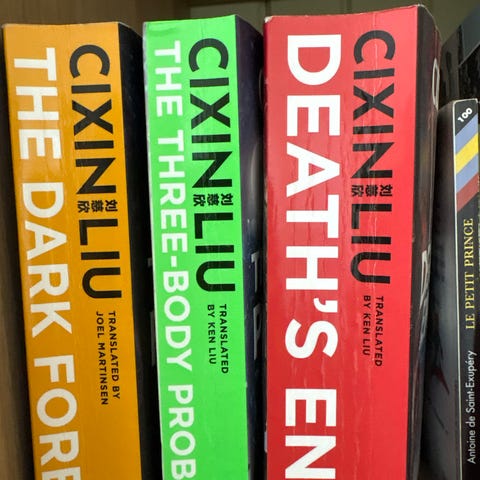 CIXIN 刘慈欣 LIU
TRANSLATED BY
JOEL MARTINSEN
THE DARK FORE
CIXIN 刘慈欣 LIU
TRANSLATED
BY KEN LIU
THE THREE-BODY PROB
CIXIN 刘慈欣 LIU
TRANSLATED
BY KEN LIU
DEATH'S EN
100
LE PETIT PRINCE
Antoine de Saint-Exupéry